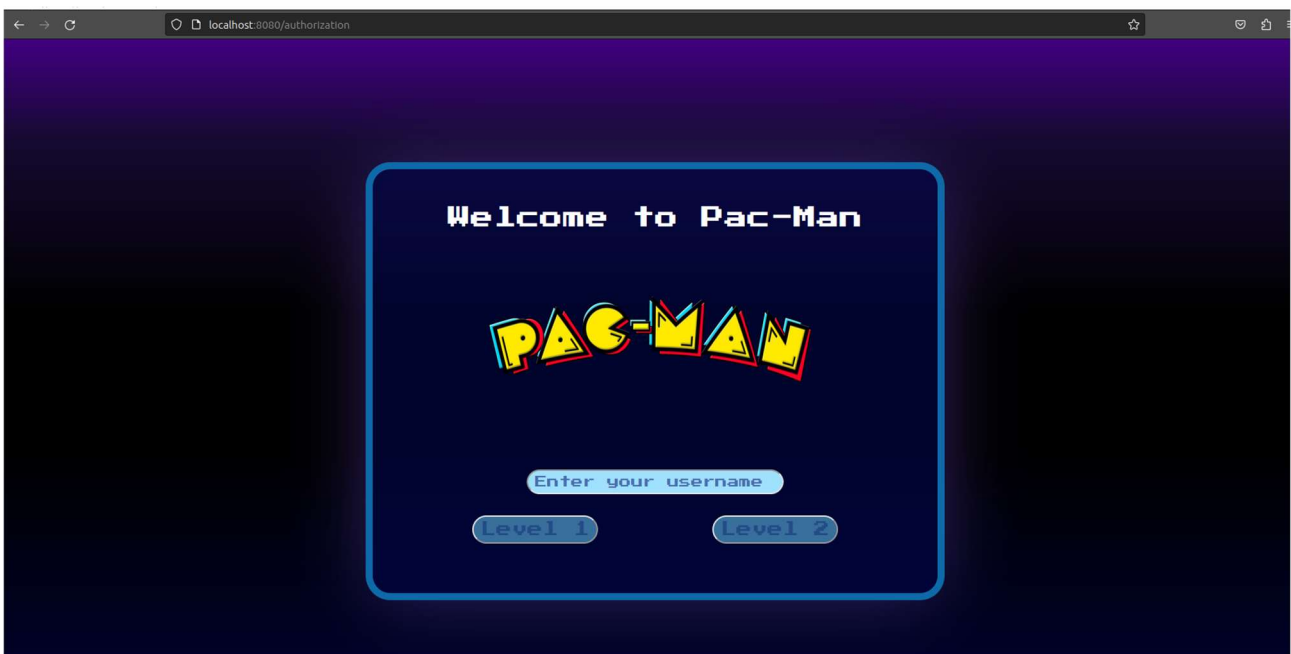 localhost:8080/authorization
Welcome to Pac-Man
PAC-MAN
Enter your username
Level 1 Level 2